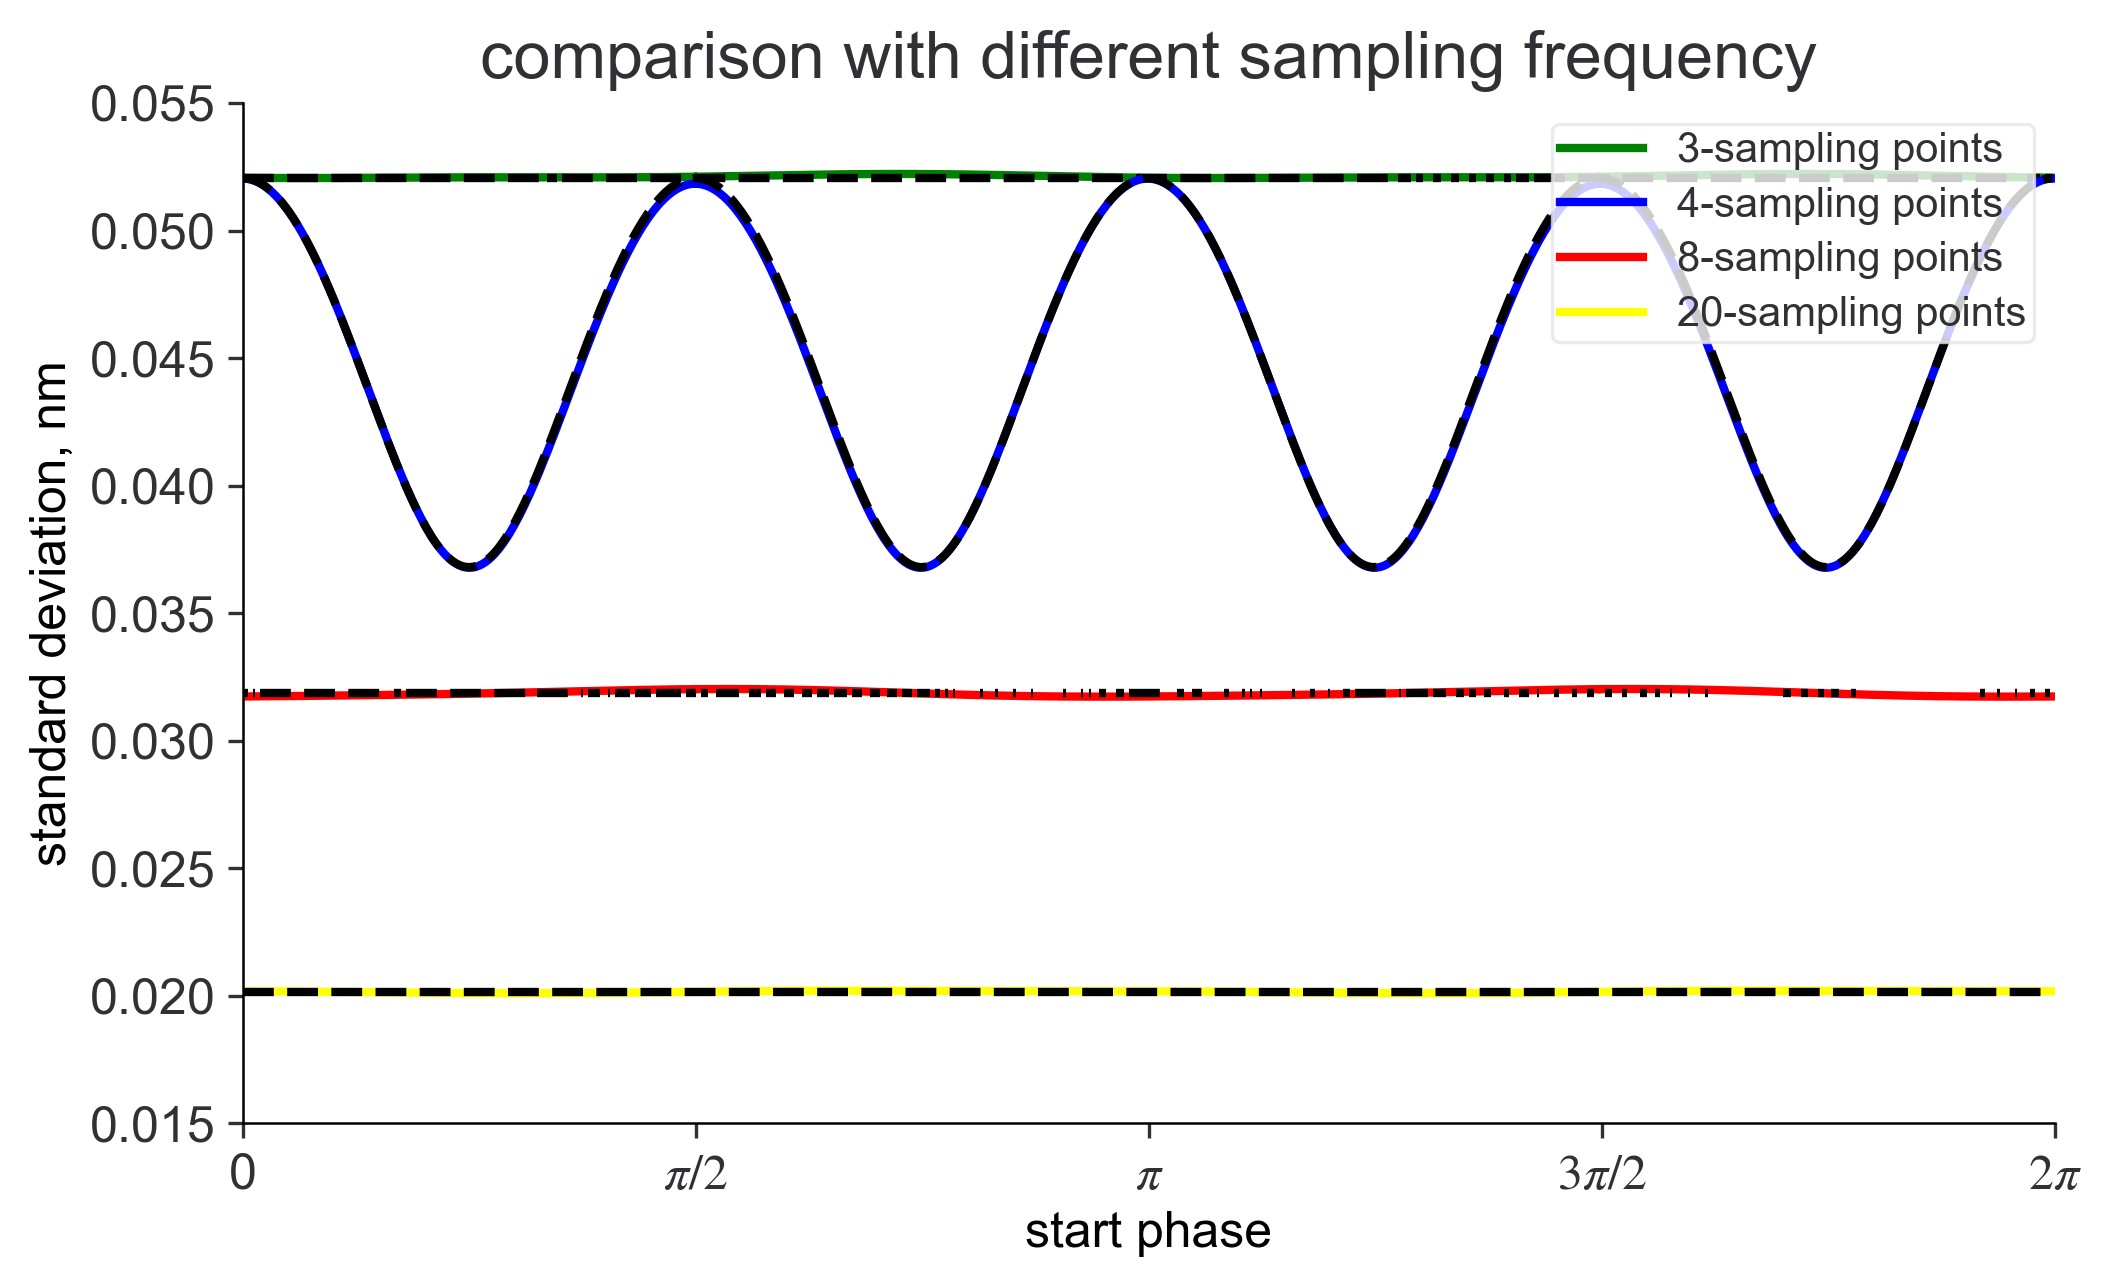 comparison with different sampling frequency
0.055
0.050
0.045
0.040
0.035
0.030
0.025
0.020
0.015
standard deviation, nm
3-sampling points
4-sampling points
8-sampling points
20-sampling points
0 π/2 π 3π/2 2π
start phase